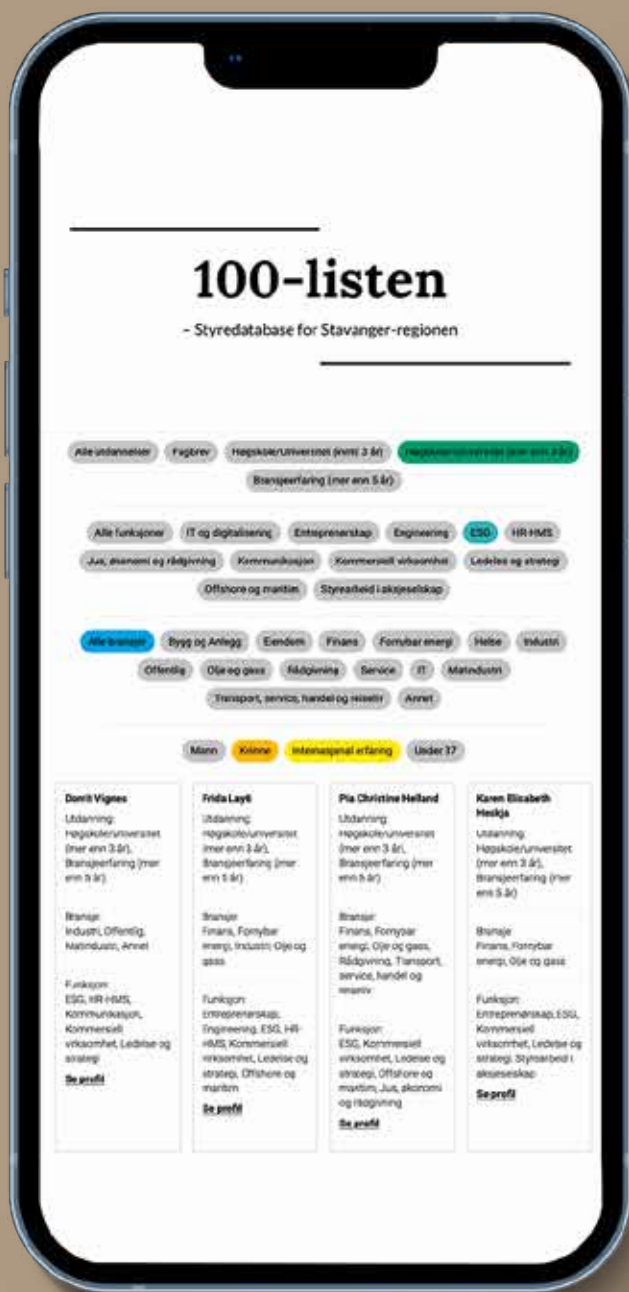 100-listen
– Styredatabase for Stavanger-regionen
Alle utdannelser Fagbrev Høgskole/Universitet (inntil 3 år) Høgskole/Universitet (mer enn 3 år)
Bransjeerfaring (mer enn 5 år)
Alle funksjoner IT og digitalisering Entreprenørskap Engineering ESG HR-HMS
Jus, økonomi og rådgivning Kommunikasjon Kommersiell virksomhet Ledelse og strategi
Offshore og maritim Styrearbeid i aksjeselskap
Alle bransjer Bygg og Anlegg Eiendom Finans Fornybar energi Helse Industri
Offentlig Olje og gass Rådgivning Service IT Matindustri
Transport, service, handel og reiseliv Annet
Mann Kvinne Internasjonal erfaring Under 37
Dorrit Vignes
Utdanning:
Høgskole/universitet
(mer enn 3 år),
Bransjeerfaring (mer
enn 5 år)
Bransje:
Industri, Offentlig,
Matindustri, Annet
Funksjon:
ESG, HR-HMS,
Kommunikasjon,
Kommersiell
virksomhet, Ledelse og
strategi
Se profil
Frida
Utdanning:
Høgskole/universitet
(mer enn 3 år),
Bransjeerfaring (mer
enn 5 år)
Bransje:
Finans, Fornybar
energi, Industri, Olje og
gass
Funksjon:
Entreprenørskap,
Engineering, ESG, HR-
HMS, Kommersiell
virksomhet, Ledelse og
strategi, Offshore og
maritim
Se profil
Pia Christine Helland
Utdanning:
Høgskole/universitet
(mer enn 3 år),
Bransjeerfaring (mer
enn 5 år)
Bransje:
Finans, Fornybar
energi, Olje og gass,
Rådgivning, Transport,
service, handel og
reiseliv
Funksjon:
ESG, Kommersiell
virksomhet, Ledelse og
strategi, Offshore og
maritim, Jus, økonomi
og rådgivning
Se profil
Karen Elisabeth
Heskja
Utdanning:
Høgskole/universitet
(mer enn 3 år),
Bransjeerfaring (mer
enn 5 år)
Bransje:
Finans, Fornybar
energi, Olje og gass
Funksjon:
Entreprenørskap, ESG,
Kommersiell
virksomhet, Ledelse og
strategi, Styrearbeid i
aksjeselskap
Se profil